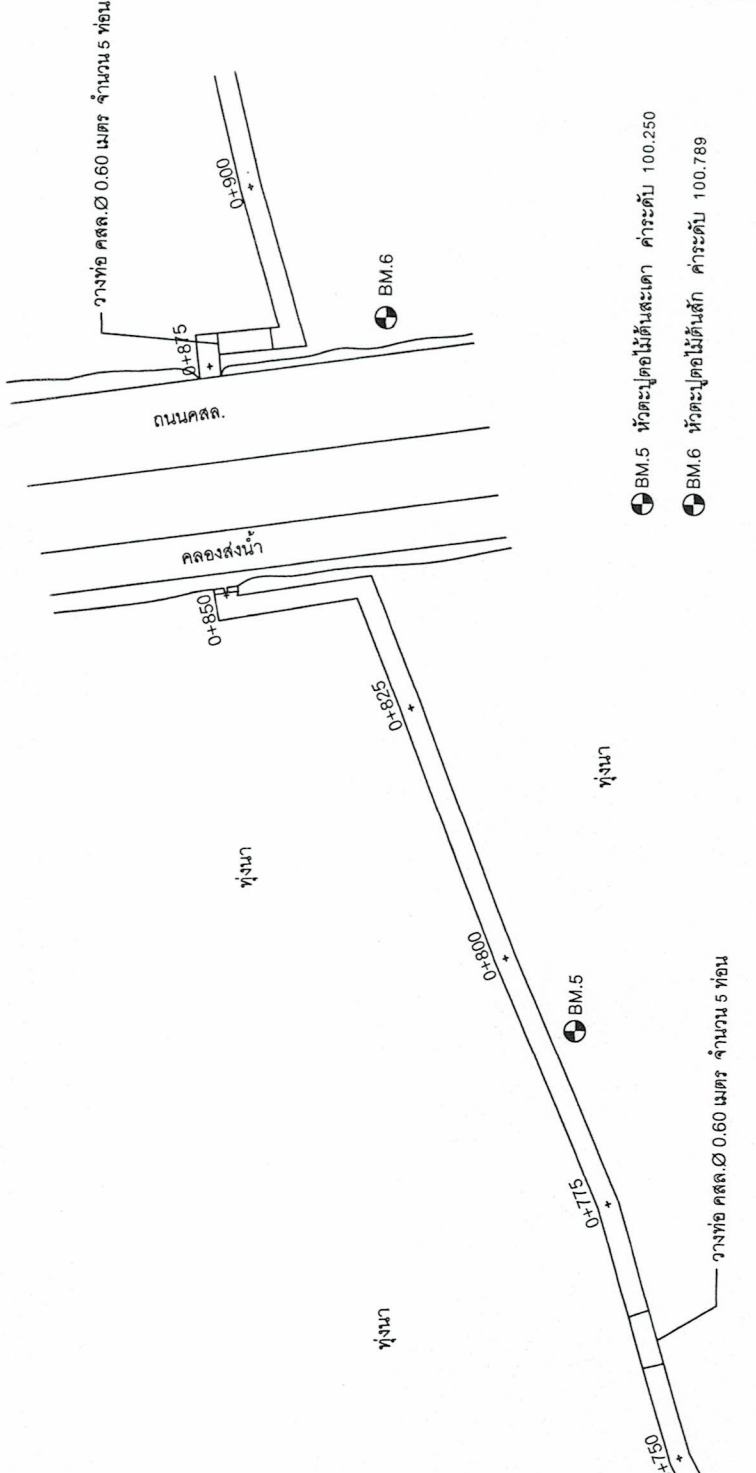 วางท่อ คสล.Ø 0.60 เมตร จำนวน 5 ท่อน
0+900
0+875
BM.6
ถนนคสล.
คลองส่งน้ำ
0+850
0+825
ทุ่งนา
ทุ่งนา
0+800
BM.5
0+775
ทุ่งนา
วางท่อ คสล.Ø 0.60 เมตร จำนวน 5 ท่อน
+750
BM.5 หัวตะปูตอไม้ต้นสะเดา ค่าระดับ 100.250
BM.6 หัวตะปูตอไม้ต้นสัก ค่าระดับ 100.789